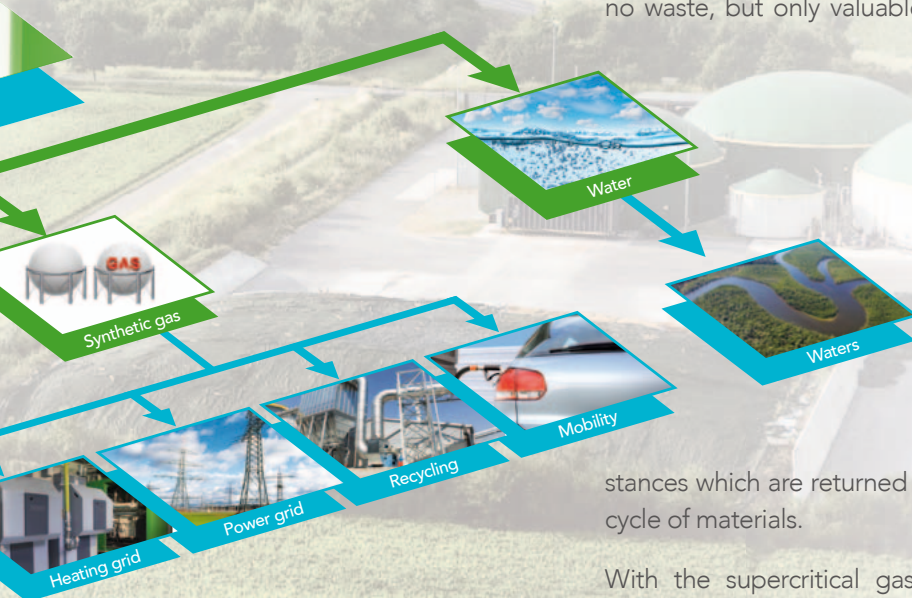 no waste, but only valuable
Water
GAS
Synthetic gas
Waters
Mobility
Recycling
Power grid
Heating grid
stances which are returned
cycle of materials.
With the supercritical gas